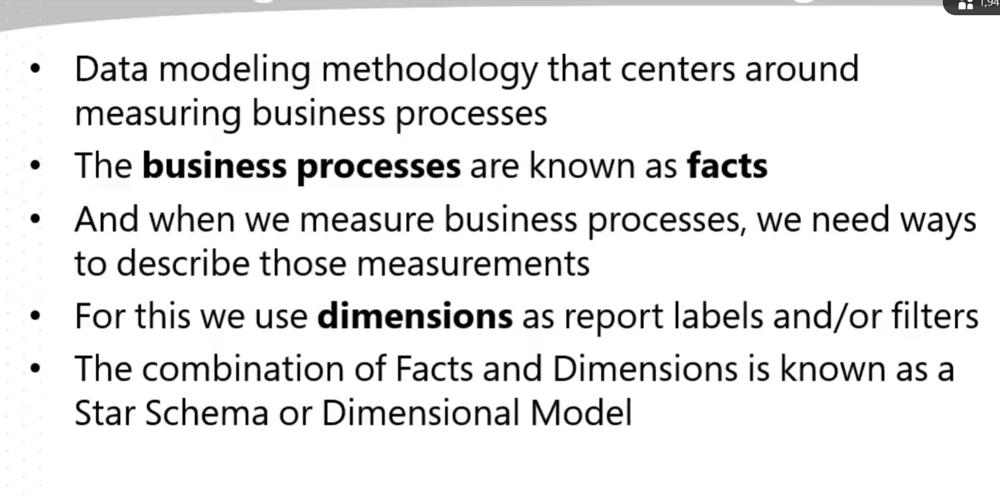 1,94
• Data modeling methodology that centers around
measuring business processes
• The business processes are known as facts
• And when we measure business processes, we need ways
to describe those measurements
• For this we use dimensions as report labels and/or filters
• The combination of Facts and Dimensions is known as a
Star Schema or Dimensional Model